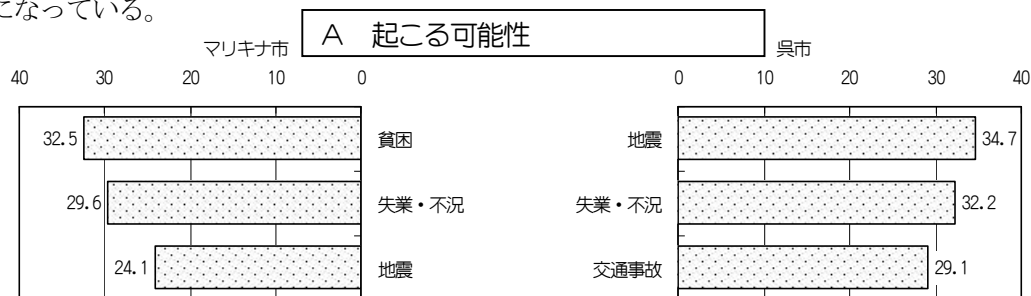 になっている。
A 起こる可能性
マリキナ市 呉市
40 30 20 10 0 0 10 20 30 40
32.5 貧困 地震 34.7
29.6 失業・不況 失業・不況 32.2
24.1 地震 交通事故 29.1